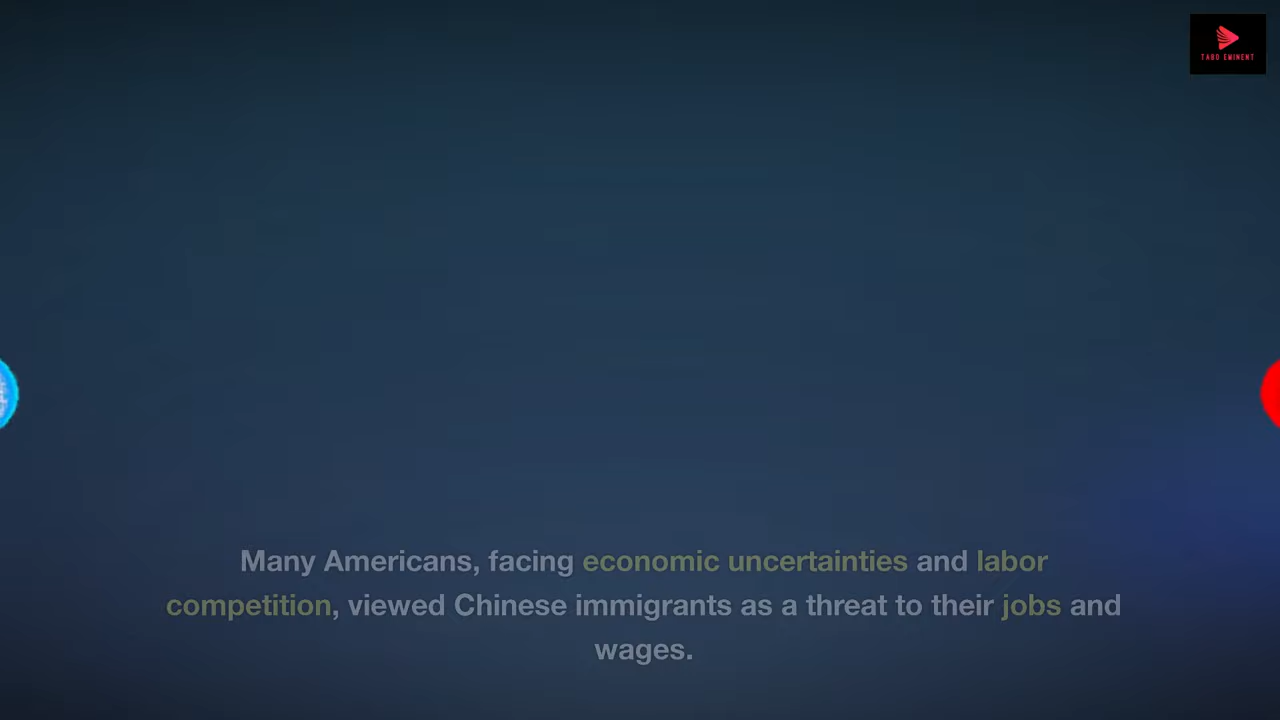 TABO EMINENT
Many Americans, facing economic uncertainties and labor
competition, viewed Chinese immigrants as a threat to their jobs and
wages.